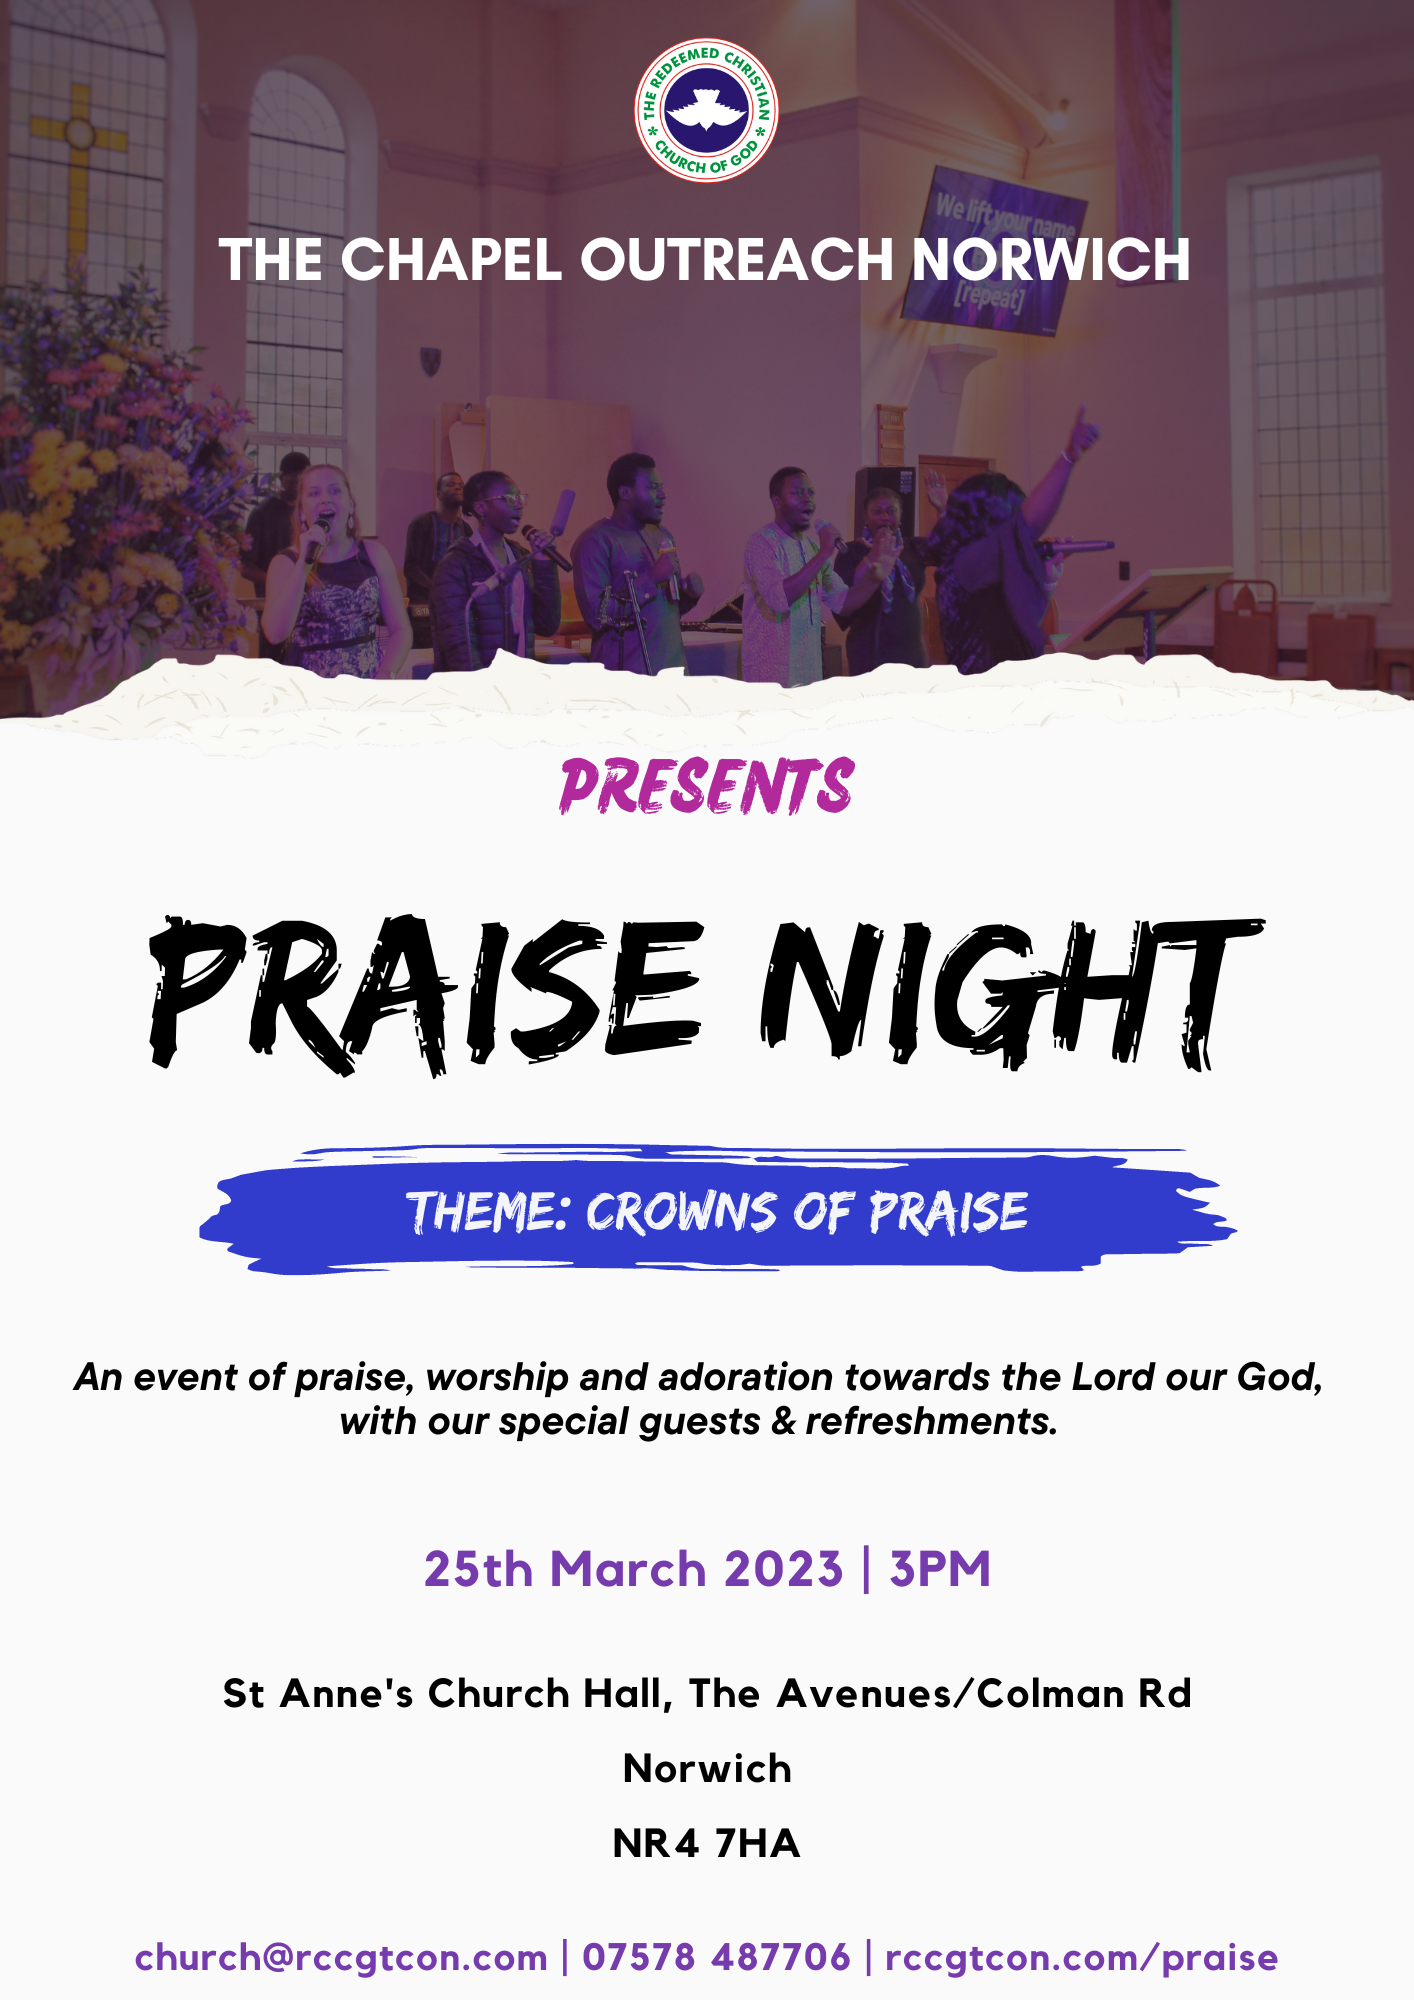 THE REDEEMED CHRISTIAN
* CHURCH OF GOD *
THE CHAPEL OUTREACH NORWICH
We lift your name
[repeat]
PRESENTS
PRAISE NIGHT
THEME: CROWNS OF PRAISE
An event of praise, worship and adoration towards the Lord our God,
with our special guests & refreshments.
25th March 2023 | 3PM
St Anne's Church Hall, The Avenues/Colman Rd
Norwich
NR4 7HA
church@rccgtcon.com | 07578 487706 | rccgtcon.com/praise